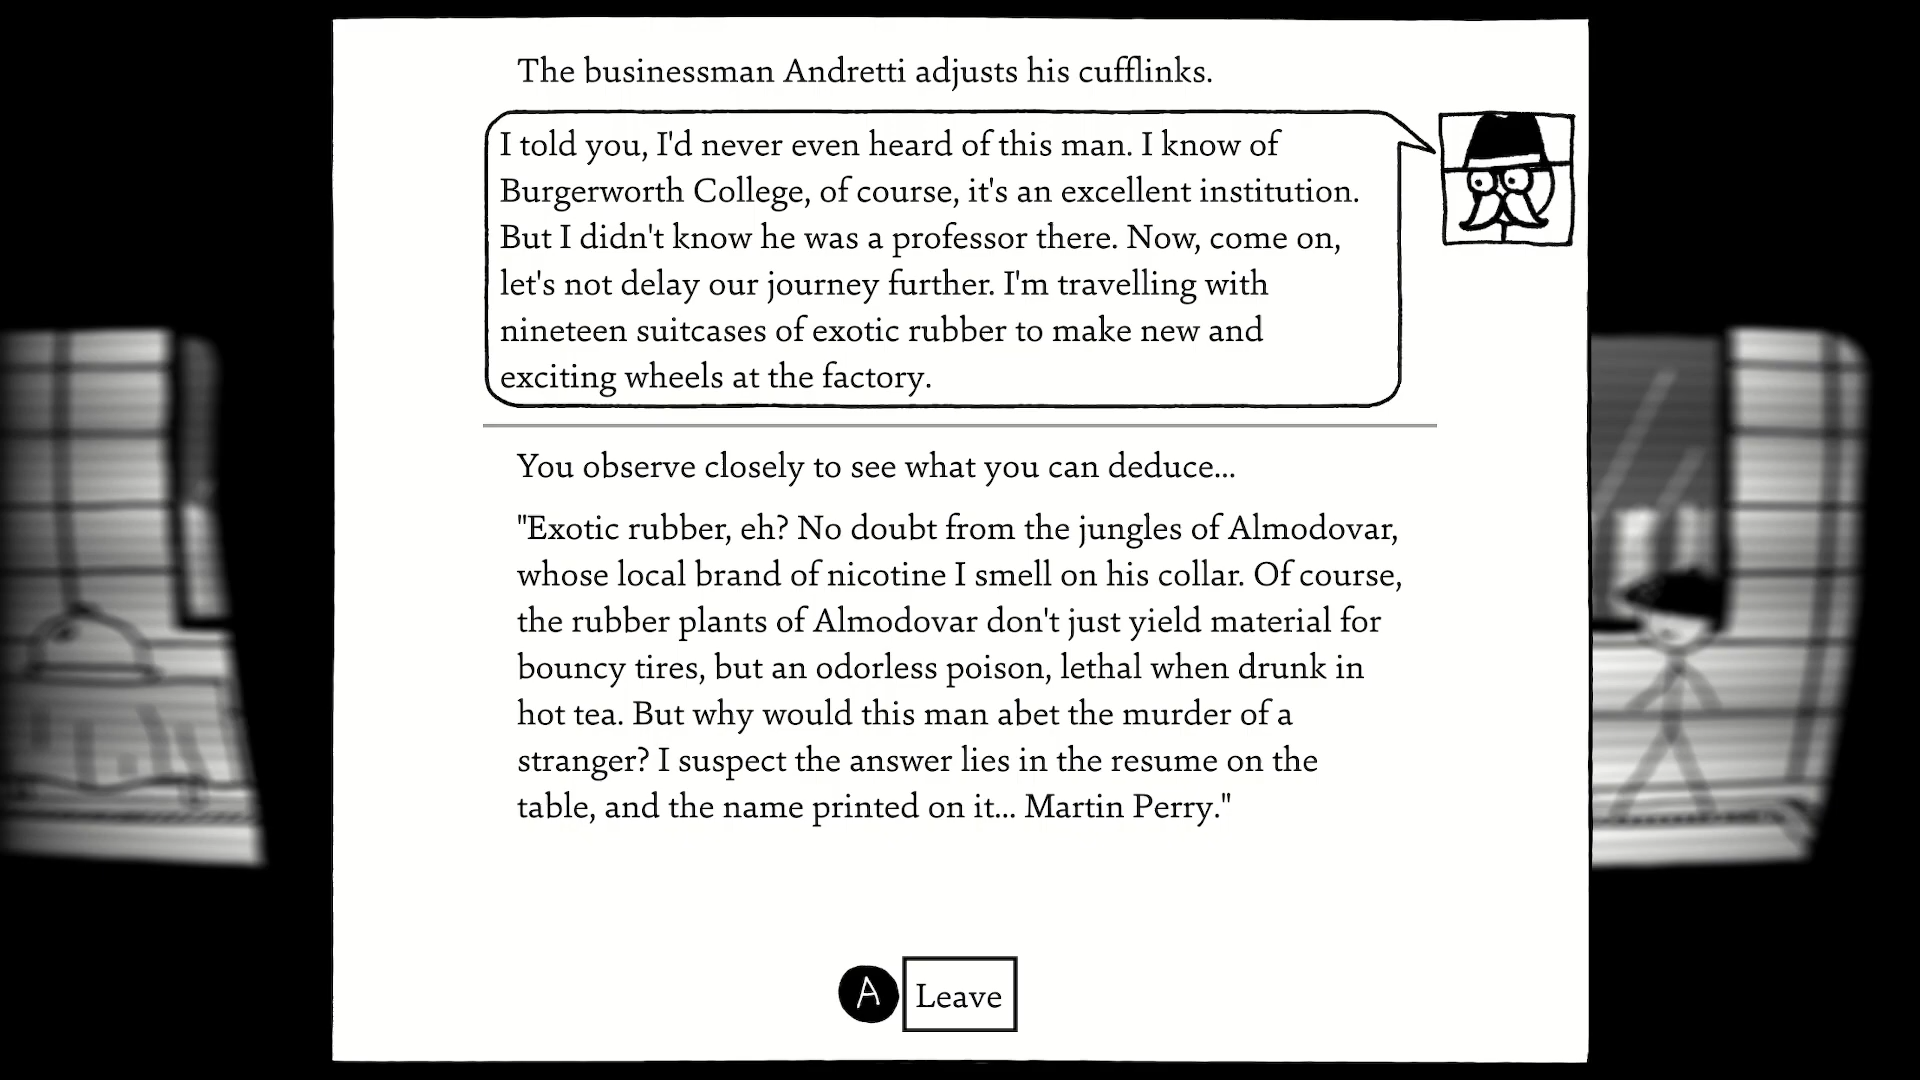 The businessman Andretti adjusts his cufflinks.
I told you, I'd never even heard of this man. I know of
Burgerworth College, of course, it's an excellent institution.
But I didn't know he was a professor there. Now, come on,
let's not delay our journey further. I'm travelling with
nineteen suitcases of exotic rubber to make new and
exciting wheels at the factory.
You observe closely to see what you can deduce...
"Exotic rubber, eh? No doubt from the jungles of Almodovar,
whose local brand of nicotine I smell on his collar. Of course,
the rubber plants of Almodovar don't just yield material for
bouncy tires, but an odorless poison, lethal when drunk in
hot tea. But why would this man abet the murder of a
stranger? I suspect the answer lies in the resume on the
table, and the name printed on it... Martin Perry."
A Leave